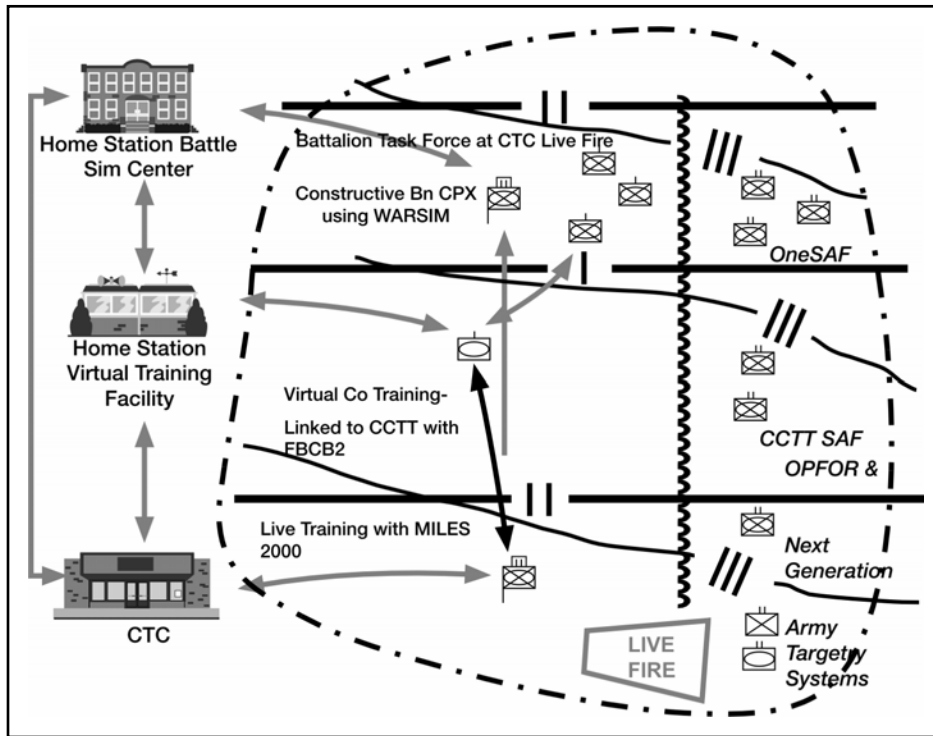 Home Station Battle
Sim Center
Home Station
Virtual Training
Facility
CTC
Battalion Task Force at CTC Live Fire
Constructive Bn CPX
using WARSIM
OneSAF
Virtual Co Training-
Linked to CCTT with
FBCB2
CCTT SAF
OPFOR &
Live Training with MILES
2000
Next
Generation
Army
Targetry
Systems
LIVE
FIRE